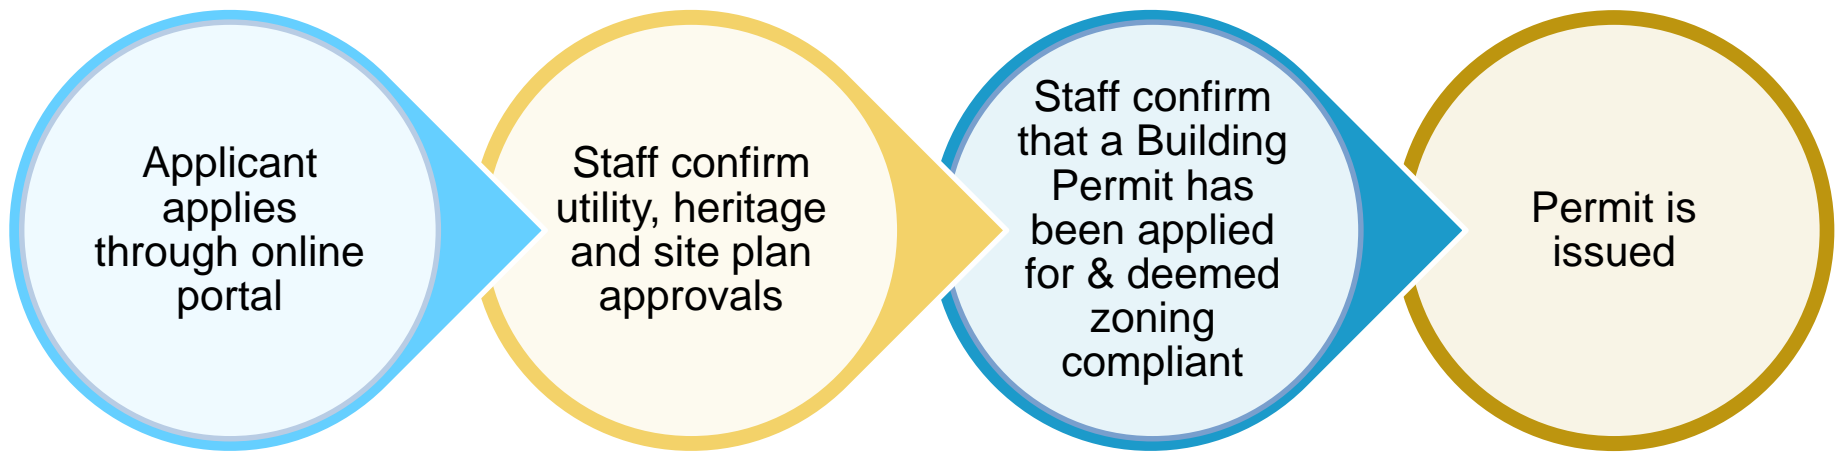 Applicant
applies
through online
portal
Staff confirm
utility, heritage
and site plan
approvals
Staff confirm
that a Building
Permit has
been applied
for & deemed
zoning
compliant
Permit is
issued